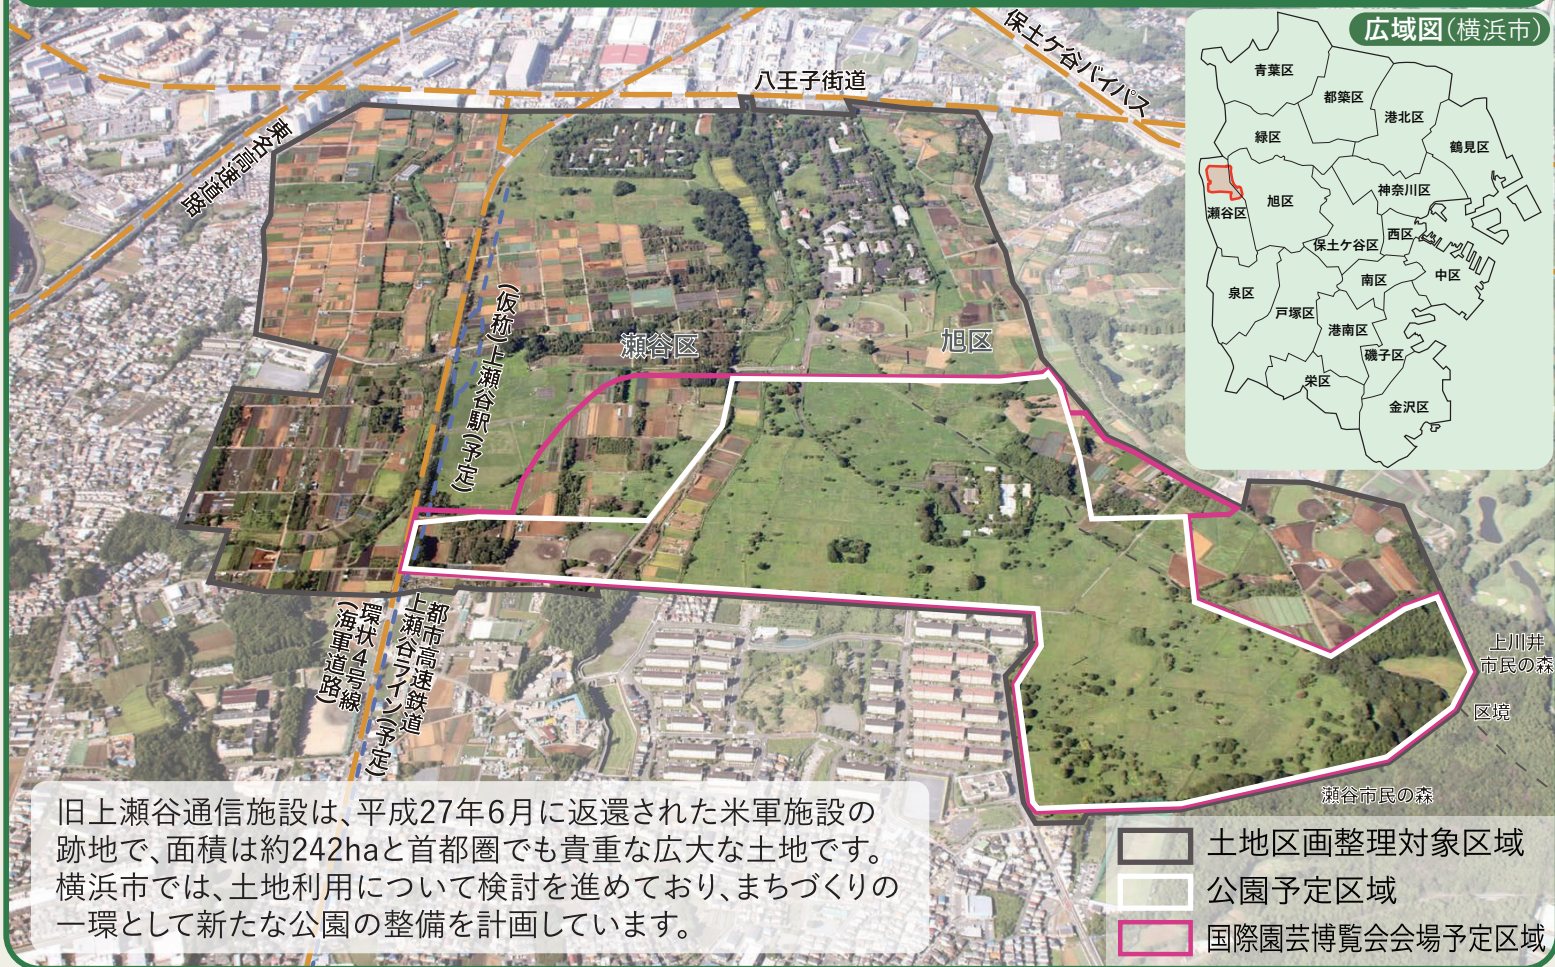 保土ケ谷バイパス
八王子街道
東名高速道路
広域図(横浜市)
青葉区
都築区
港北区
緑区
鶴見区
神奈川区
旭区
瀬谷区
西区
保土ケ谷区
中区
南区
泉区
戸塚区
港南区
磯子区
栄区
金沢区
(仮称)上瀬谷駅(予定)
瀬谷区
旭区
都市高速鉄道
上瀬谷ライン(予定)
環状4号線
(海軍道路)
上川井
市民の森
区境
瀬谷市民の森
旧上瀬谷通信施設は、平成27年6月に返還された米軍施設の
跡地で、面積は約242haと首都圏でも貴重な広大な土地です。
横浜市では、土地利用について検討を進めており、まちづくりの
一環として新たな公園の整備を計画しています。
土地区画整理対象区域
公園予定区域
国際園芸博覧会会場予定区域